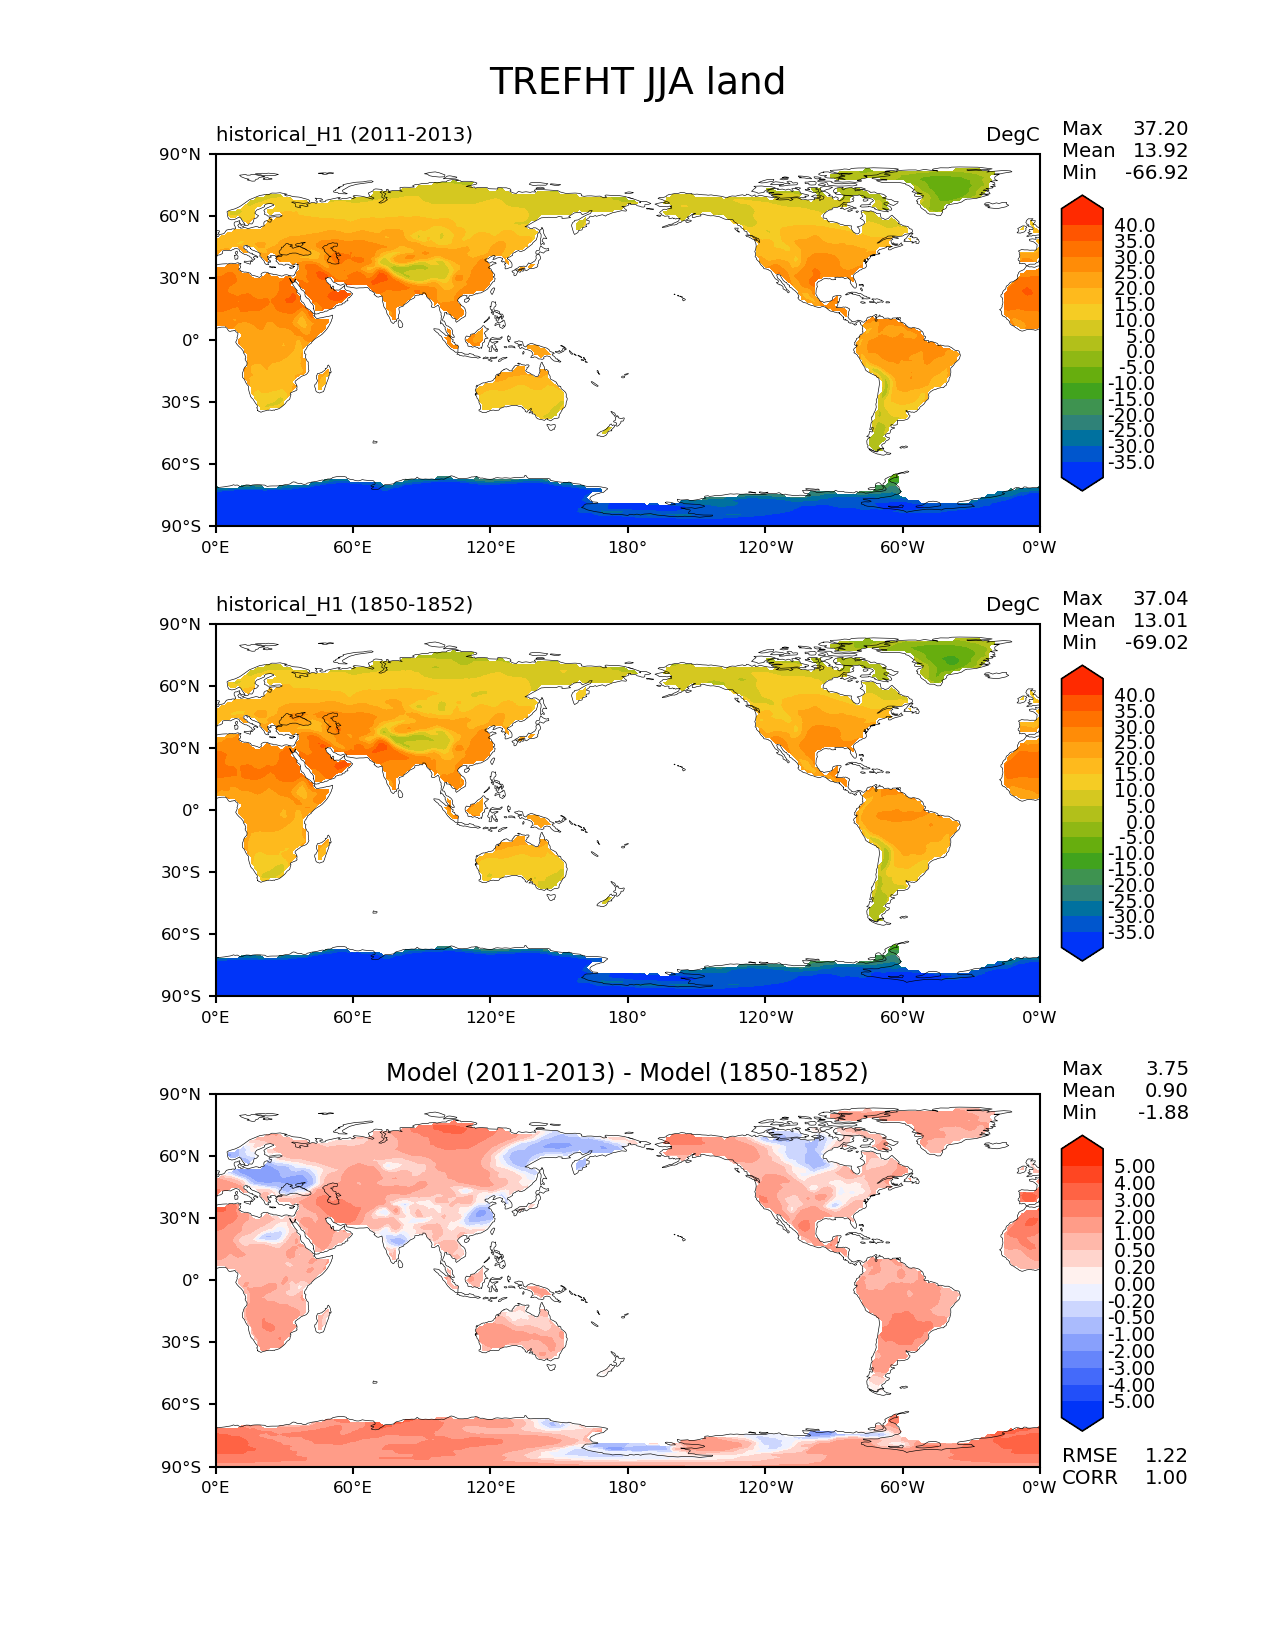 TREFHT JJA land
historical_H1 (2011-2013) DegC
Max 37.20
Mean 13.92
Min -66.92
90°N
60°N
30°N
0°
30°S
60°S
90°S
0°E 60°E 120°E 180° 120°W 60°W 0°W
40.0
35.0
30.0
25.0
20.0
15.0
10.0
5.0
0.0
-5.0
-10.0
-15.0
-20.0
-25.0
-30.0
-35.0
historical_H1 (1850-1852) DegC
Max 37.04
Mean 13.01
Min -69.02
90°N
60°N
30°N
0°
30°S
60°S
90°S
0°E 60°E 120°E 180° 120°W 60°W 0°W
40.0
35.0
30.0
25.0
20.0
15.0
10.0
5.0
0.0
-5.0
-10.0
-15.0
-20.0
-25.0
-30.0
-35.0
Model (2011-2013) - Model (1850-1852)
Max 3.75
Mean 0.90
Min -1.88
90°N
60°N
30°N
0°
30°S
60°S
90°S
0°E 60°E 120°E 180° 120°W 60°W 0°W
5.00
4.00
3.00
2.00
1.00
0.50
0.20
0.00
-0.20
-0.50
-1.00
-2.00
-3.00
-4.00
-5.00
RMSE 1.22
CORR 1.00